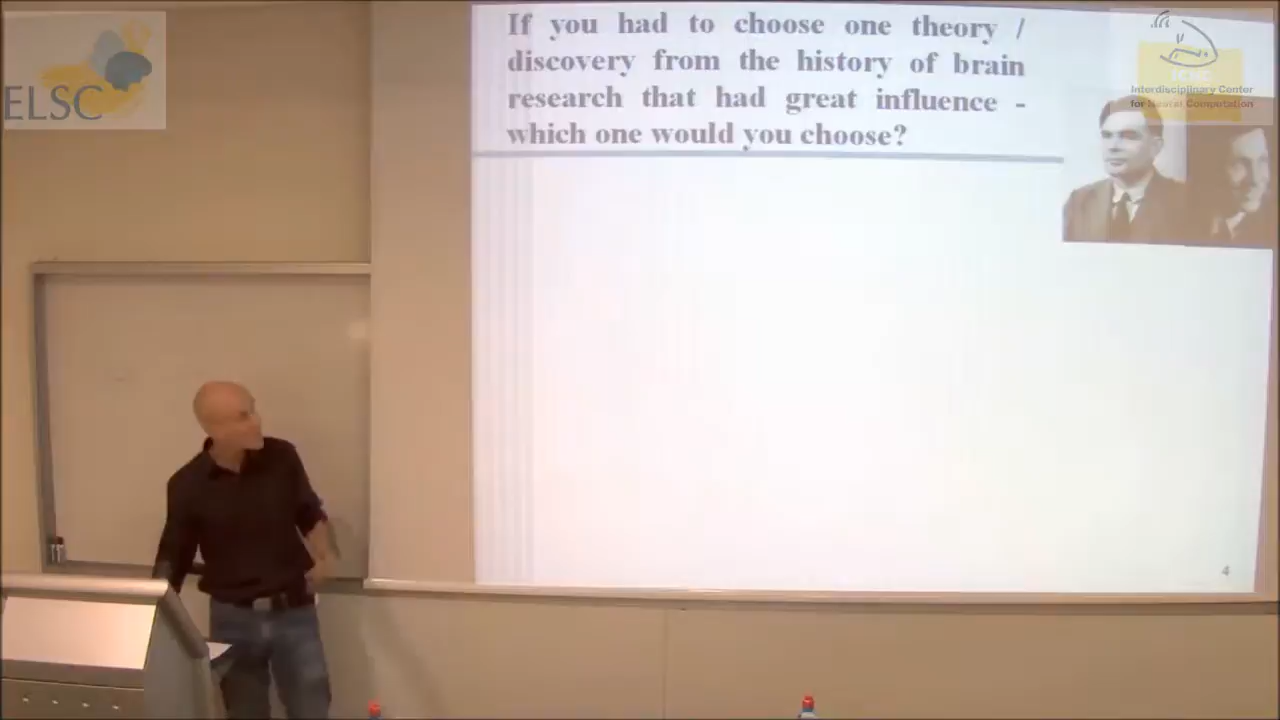 ELSC
If you had to choose one theory /
discovery from the history of brain
research that had great influence -
which one would you choose?
ICNC
Interdisciplinary Center
for Neural Computation
4